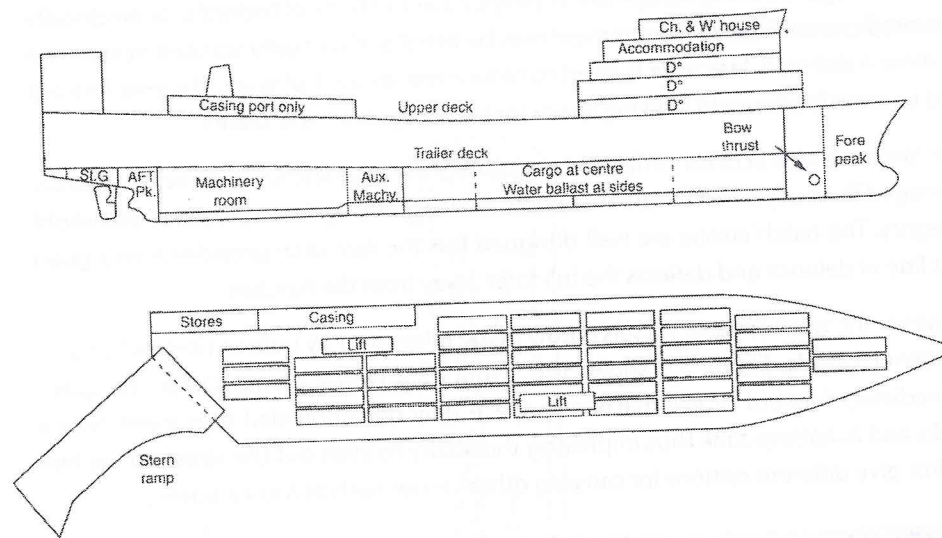 Ch. & W' house
Accommodation
D°
D°
D°
Casing port only
Upper deck
Trailer deck
Bow
thrust
Fore
peak
St.G
AFT
Pk.
Machinery
room
Aux.
Machy.
Cargo at centre
Water ballast at sides
Stores
Casing
Lift
Lift
Stern
ramp